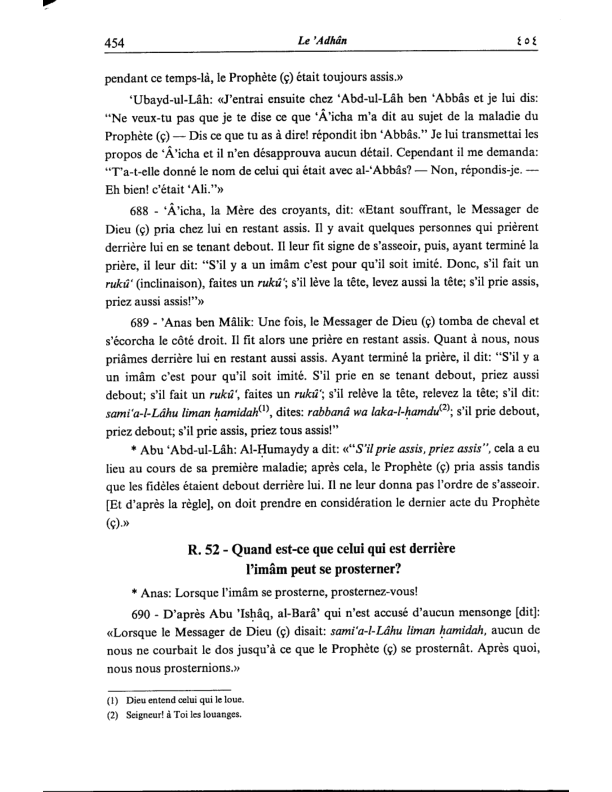 454 Le 'Adhân ٤٥٤
pendant ce temps-là, le Prophète (ç) était toujours assis.»
‘Ubayd-ul-Lâh: «J'entrai ensuite chez ‘Abd-ul-Lâh ben ‘Abbâs et je lui dis:
“Ne veux-tu pas que je te dise ce que ‘Â'icha m'a dit au sujet de la maladie du
Prophète (ç) — Dis ce que tu as à dire! répondit ibn ‘Abbâs.” Je lui transmettai les
propos de ‘Â'icha et il n'en désapprouva aucun détail. Cependant il me demanda:
“T'a-t-elle donné le nom de celui qui était avec al-‘Abbâs? — Non, répondis-je. —
Eh bien! c'était ‘Ali.”»
688 - ‘Â'icha, la Mère des croyants, dit: «Etant souffrant, le Messager de
Dieu (ç) pria chez lui en restant assis. Il y avait quelques personnes qui prièrent
derrière lui en se tenant debout. Il leur fit signe de s'asseoir, puis, ayant terminé la
prière, il leur dit: “S'il y a un imâm c'est pour qu'il soit imité. Donc, s'il fait un
rukû‘ (inclinaison), faites un rukû‘; s'il lève la tête, levez aussi la tête; s'il prie assis,
priez aussi assis!”»
689 - 'Anas ben Mâlik: Une fois, le Messager de Dieu (ç) tomba de cheval et
s'écorcha le côté droit. Il fit alors une prière en restant assis. Quant à nous, nous
priâmes derrière lui en restant aussi assis. Ayant terminé la prière, il dit: “S'il y a
un imâm c'est pour qu'il soit imité. S'il prie en se tenant debout, priez aussi
debout; s'il fait un rukû‘, faites un rukû‘; s'il relève la tête, relevez la tête; s'il dit:
sami‘a-l-Lâhu liman ḥamidah(1), dites: rabbanâ wa laka-l-ḥamdu(2); s'il prie debout,
priez debout; s'il prie assis, priez tous assis!”
* Abu ‘Abd-ul-Lâh: Al-Ḥumaydy a dit: «“S'il prie assis, priez assis”, cela a eu
lieu au cours de sa première maladie; après cela, le Prophète (ç) pria assis tandis
que les fidèles étaient debout derrière lui. Il ne leur donna pas l'ordre de s'asseoir.
[Et d'après la règle], on doit prendre en considération le dernier acte du Prophète
(ç).»
R. 52 - Quand est-ce que celui qui est derrière
l'imâm peut se prosterner?
* Anas: Lorsque l'imâm se prosterne, prosternez-vous!
690 - D'après Abu 'Isḥâq, al-Barâ' qui n'est accusé d'aucun mensonge [dit]:
«Lorsque le Messager de Dieu (ç) disait: sami‘a-l-Lâhu liman ḥamidah, aucun de
nous ne courbait le dos jusqu'à ce que le Prophète (ç) se prosternât. Après quoi,
nous nous prosternions.»
(1) Dieu entend celui qui le loue.
(2) Seigneur! à Toi les louanges.